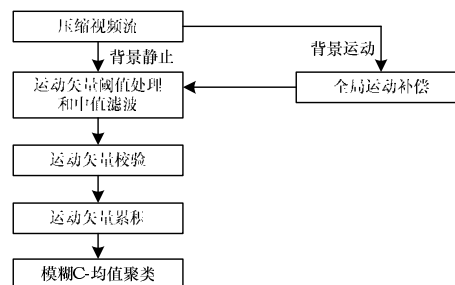 压缩视频流
背景静止
背景运动
运动矢量阈值处理
和中值滤波
全局运动补偿
运动矢量校验
运动矢量累积
模糊C-均值聚类